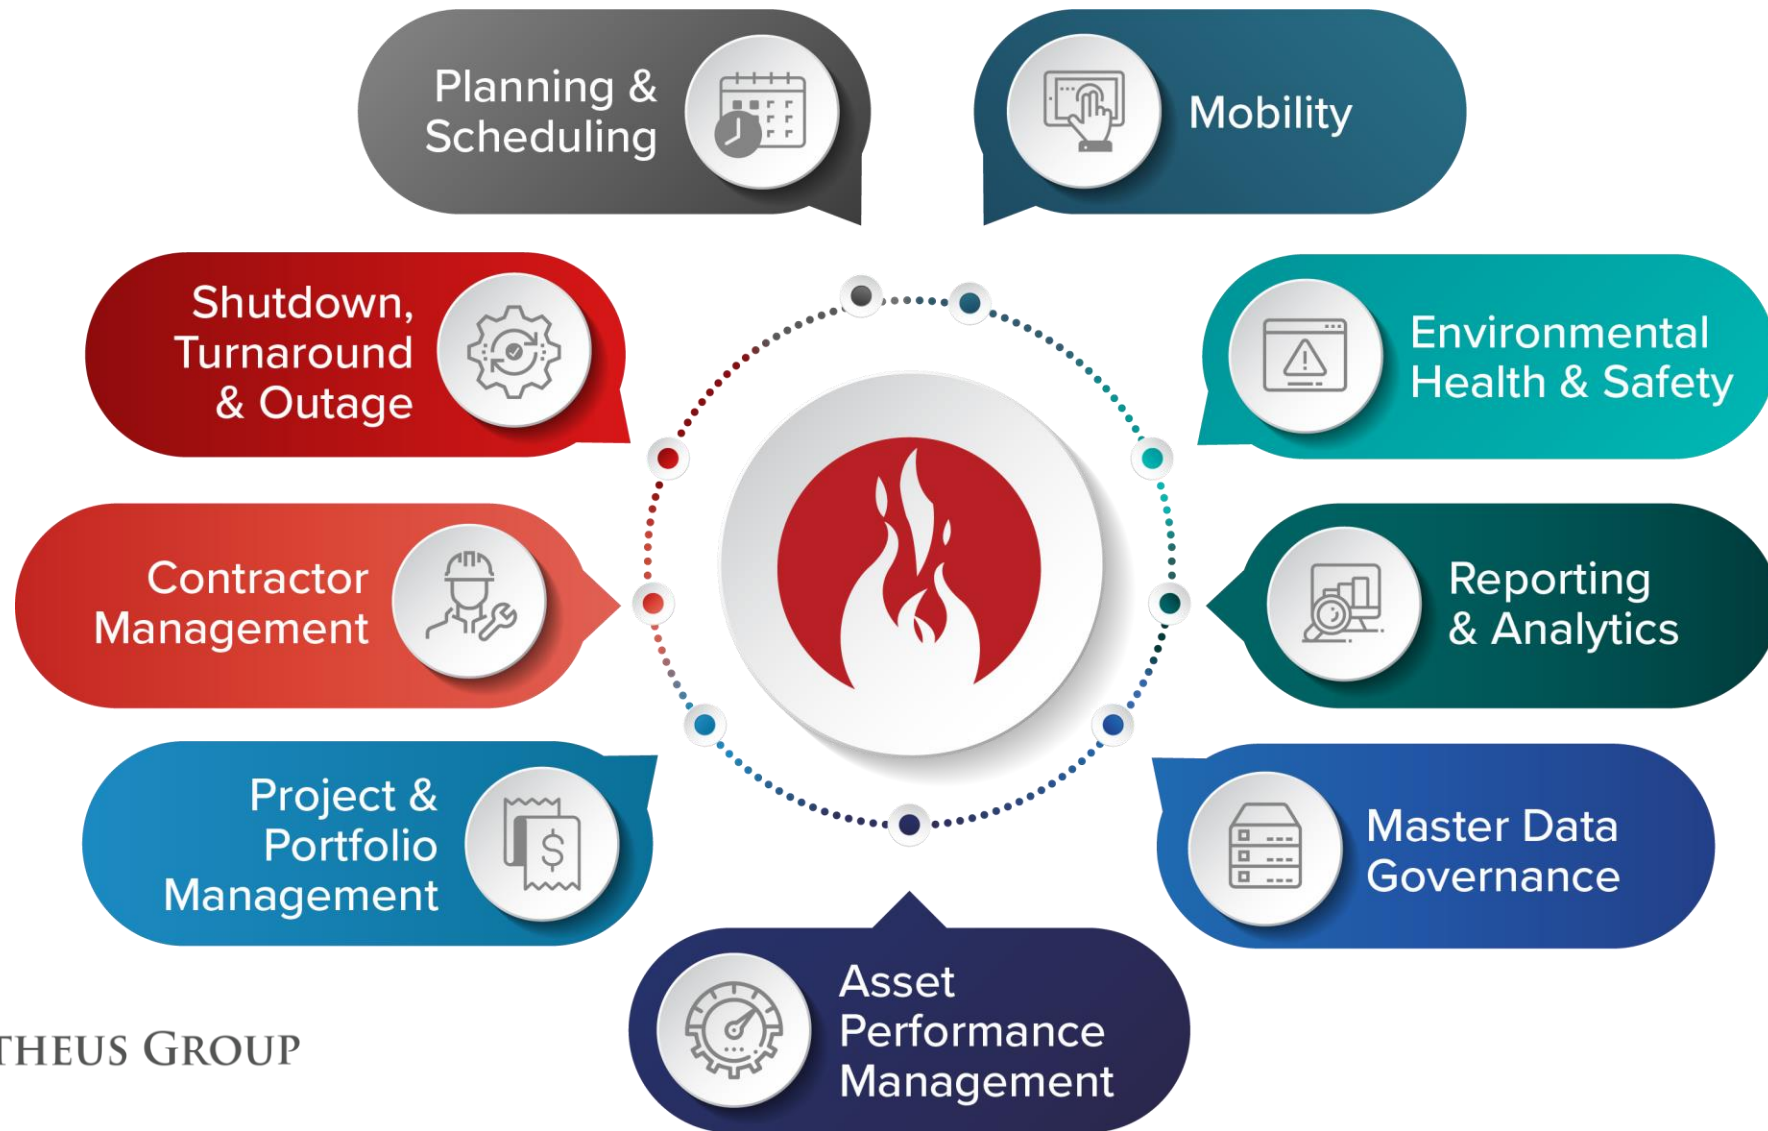 Planning &
Scheduling
Mobility
Shutdown,
Turnaround
& Outage
Environmental
Health & Safety
Contractor
Management
Reporting
& Analytics
Project &
Portfolio
Management
Master Data
Governance
Asset
Performance
Management
THEUS GROUP